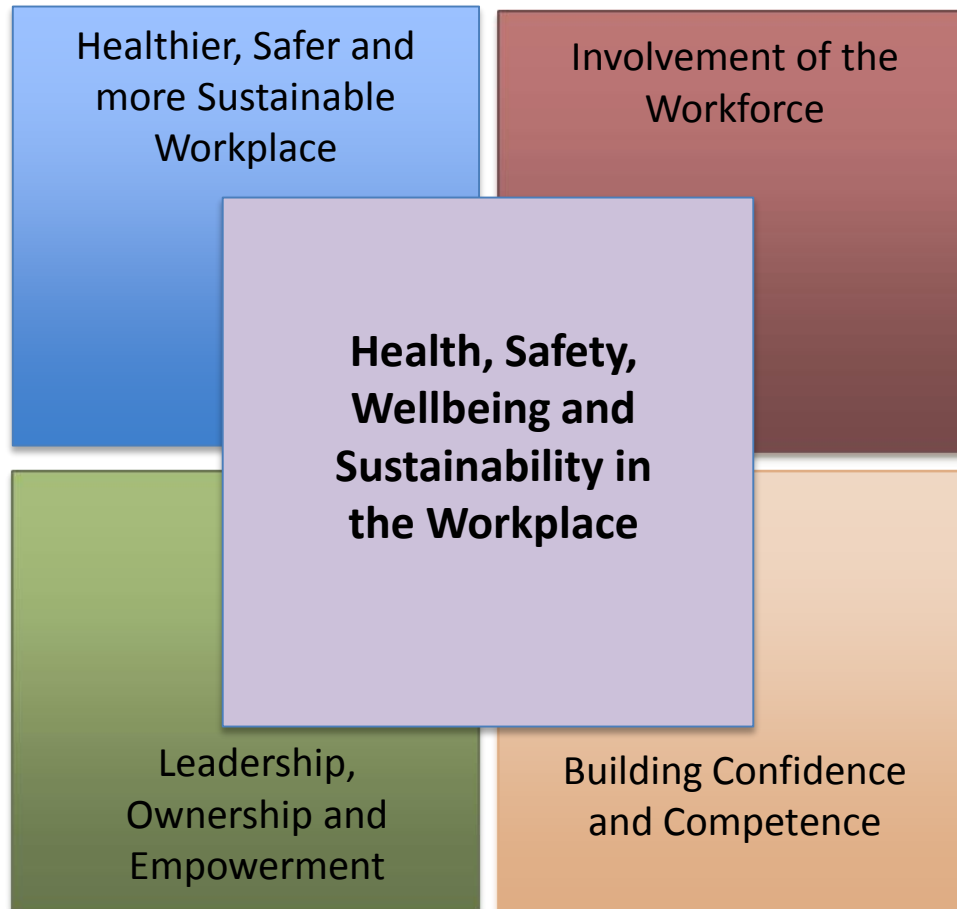 Healthier, Safer and
more Sustainable
Workplace
Involvement of the
Workforce
Health, Safety,
Wellbeing and
Sustainability in
the Workplace
Leadership,
Ownership and
Empowerment
Building Confidence
and Competence